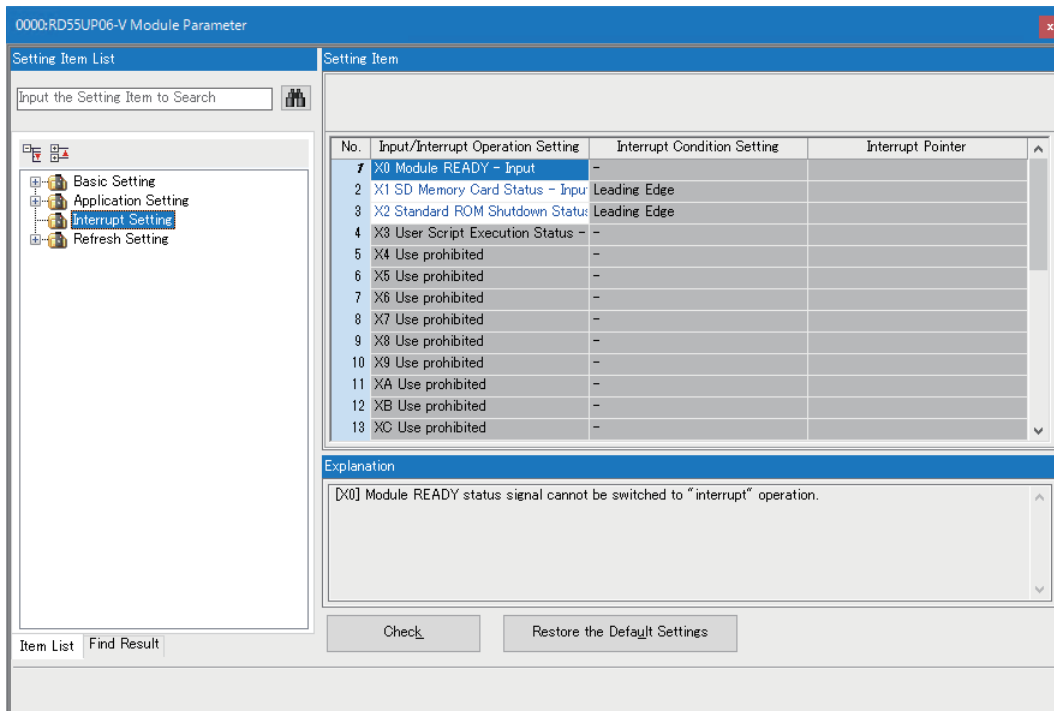 0000:RD55UP06-V Module Parameter
x
Setting Item List
Input the Setting Item to Search
Basic Setting
Application Setting
Interrupt Setting
Refresh Setting
Item List Find Result
Setting Item
No. Input/Interrupt Operation Setting Interrupt Condition Setting Interrupt Pointer
1 X0 Module READY - Input -
2 X1 SD Memory Card Status - Inpu Leading Edge
3 X2 Standard ROM Shutdown Status Leading Edge
4 X3 User Script Execution Status - -
5 X4 Use prohibited -
6 X5 Use prohibited -
7 X6 Use prohibited -
8 X7 Use prohibited -
9 X8 Use prohibited -
10 X9 Use prohibited -
11 XA Use prohibited -
12 XB Use prohibited -
13 XC Use prohibited -
Explanation
[X0] Module READY status signal cannot be switched to "interrupt" operation.
Check Restore the Default Settings